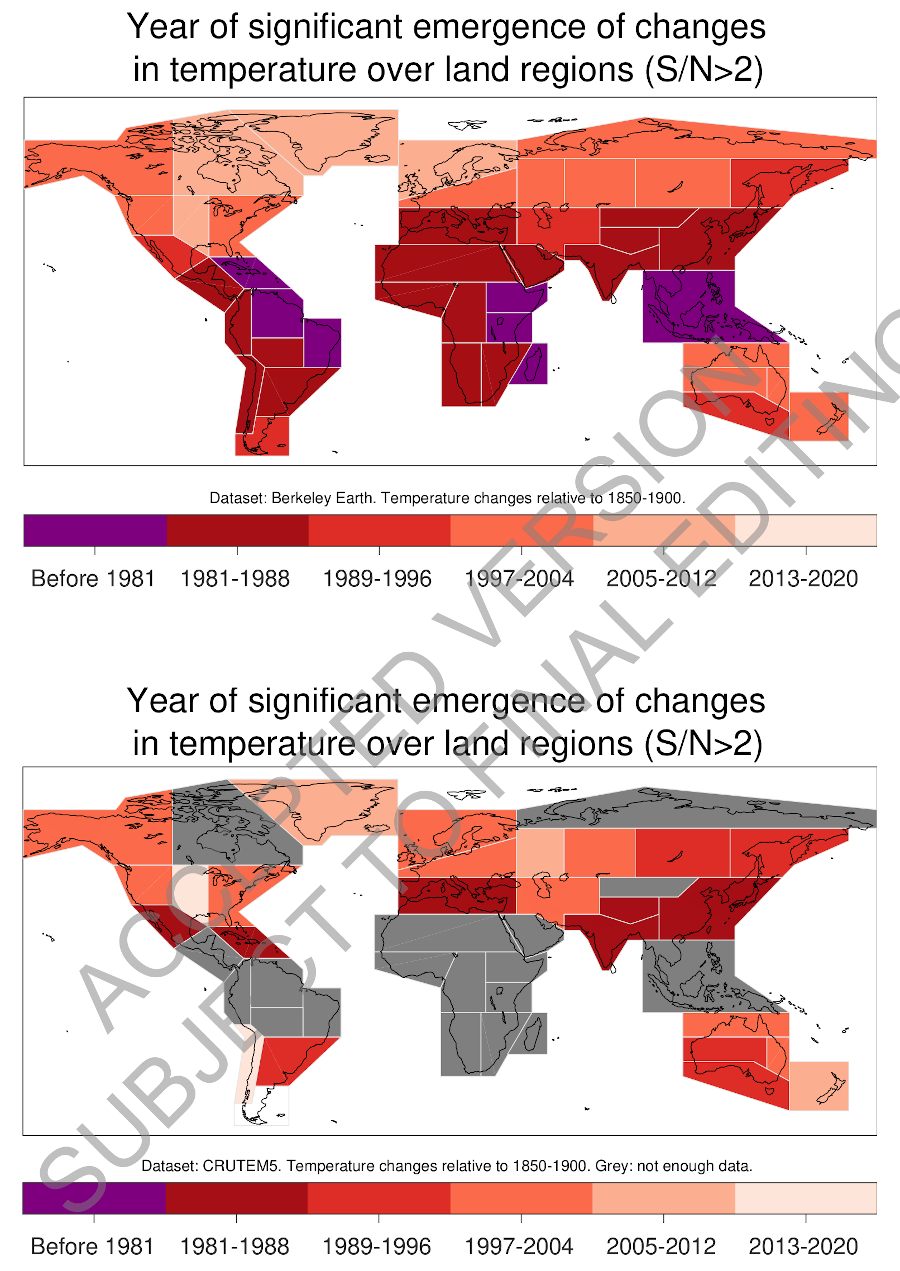 Year of significant emergence of changes
in temperature over land regions (S/N>2)
Dataset: Berkeley Earth. Temperature changes relative to 1850-1900.
Before 1981 1981-1988 1989-1996 1997-2004 2005-2012 2013-2020
Year of significant emergence of changes
in temperature over land regions (S/N>2)
Dataset: CRUTEM5. Temperature changes relative to 1850-1900. Grey: not enough data.
Before 1981 1981-1988 1989-1996 1997-2004 2005-2012 2013-2020
ACCEPTED VERSION
SUBJECT TO FINAL EDITING